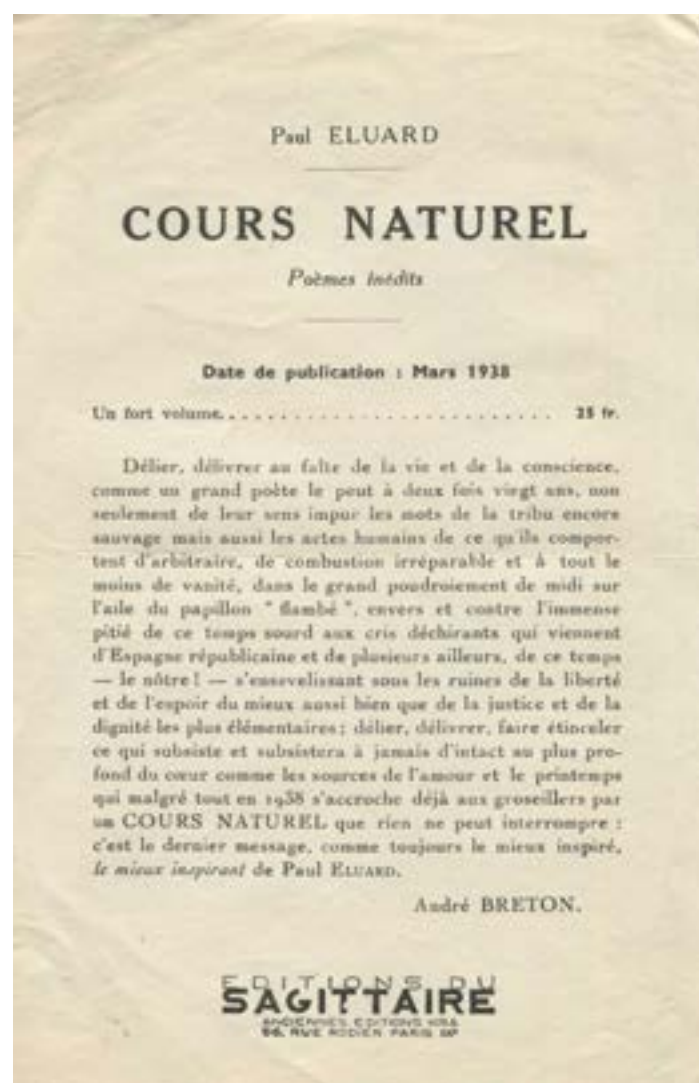 Paul ELUARD
COURS NATUREL
Poèmes inédits
Date de publication : Mars 1938
Un fort volume. . . . . . . . . . . . . . . . . . . . . . . . . . 25 fr.
Délier, délivrer au faîte de la vie et de la conscience,
comme un grand poète le peut à deux fois vingt ans, non
seulement de leur sens impur les mots de la tribu encore
sauvage mais aussi les actes humains de ce qu'ils compor-
tent d'arbitraire, de combustion irréparable et à tout le
moins de vanité, dans le grand poudroiement de midi sur
l'aile du papillon " flambé ", envers et contre l'immense
pitié de ce temps sourd aux cris déchirants qui viennent
d'Espagne républicaine et de plusieurs ailleurs, de ce temps
— le nôtre ! — s'ensevelissant sous les ruines de la liberté
et de l'espoir du mieux aussi bien que de la justice et de la
dignité les plus élémentaires ; délier, délivrer, faire étinceler
ce qui subsiste et subsistera à jamais d'intact au plus pro-
fond du cœur comme les sources de l'amour et le printemps
qui malgré tout en 1938 s'accroche déjà aux groseillers par
un COURS NATUREL que rien ne peut interrompre :
c'est le dernier message, comme toujours le mieux inspiré,
le mieux inspirant de Paul ELUARD.
André BRETON.
EDITIONS DU
SAGITTAIRE
ANCIENNES EDITIONS KRA
RUE RODIER PARIS